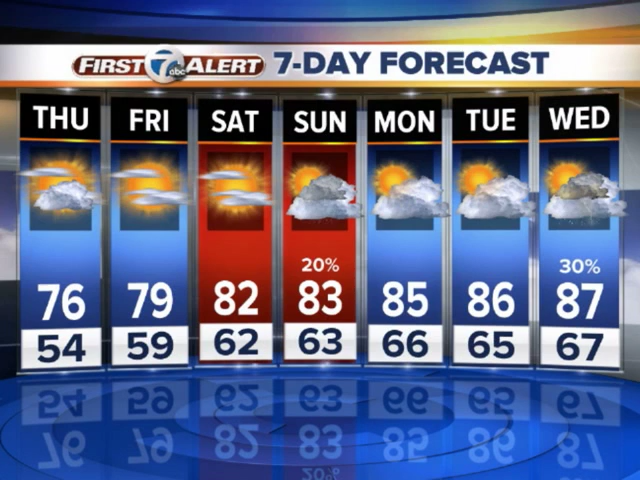 FIRST 7 abc ALERT 7-DAY FORECAST
THU FRI SAT SUN MON TUE WED
20% 30%
76 79 82 83 85 86 87
54 59 62 63 66 65 67